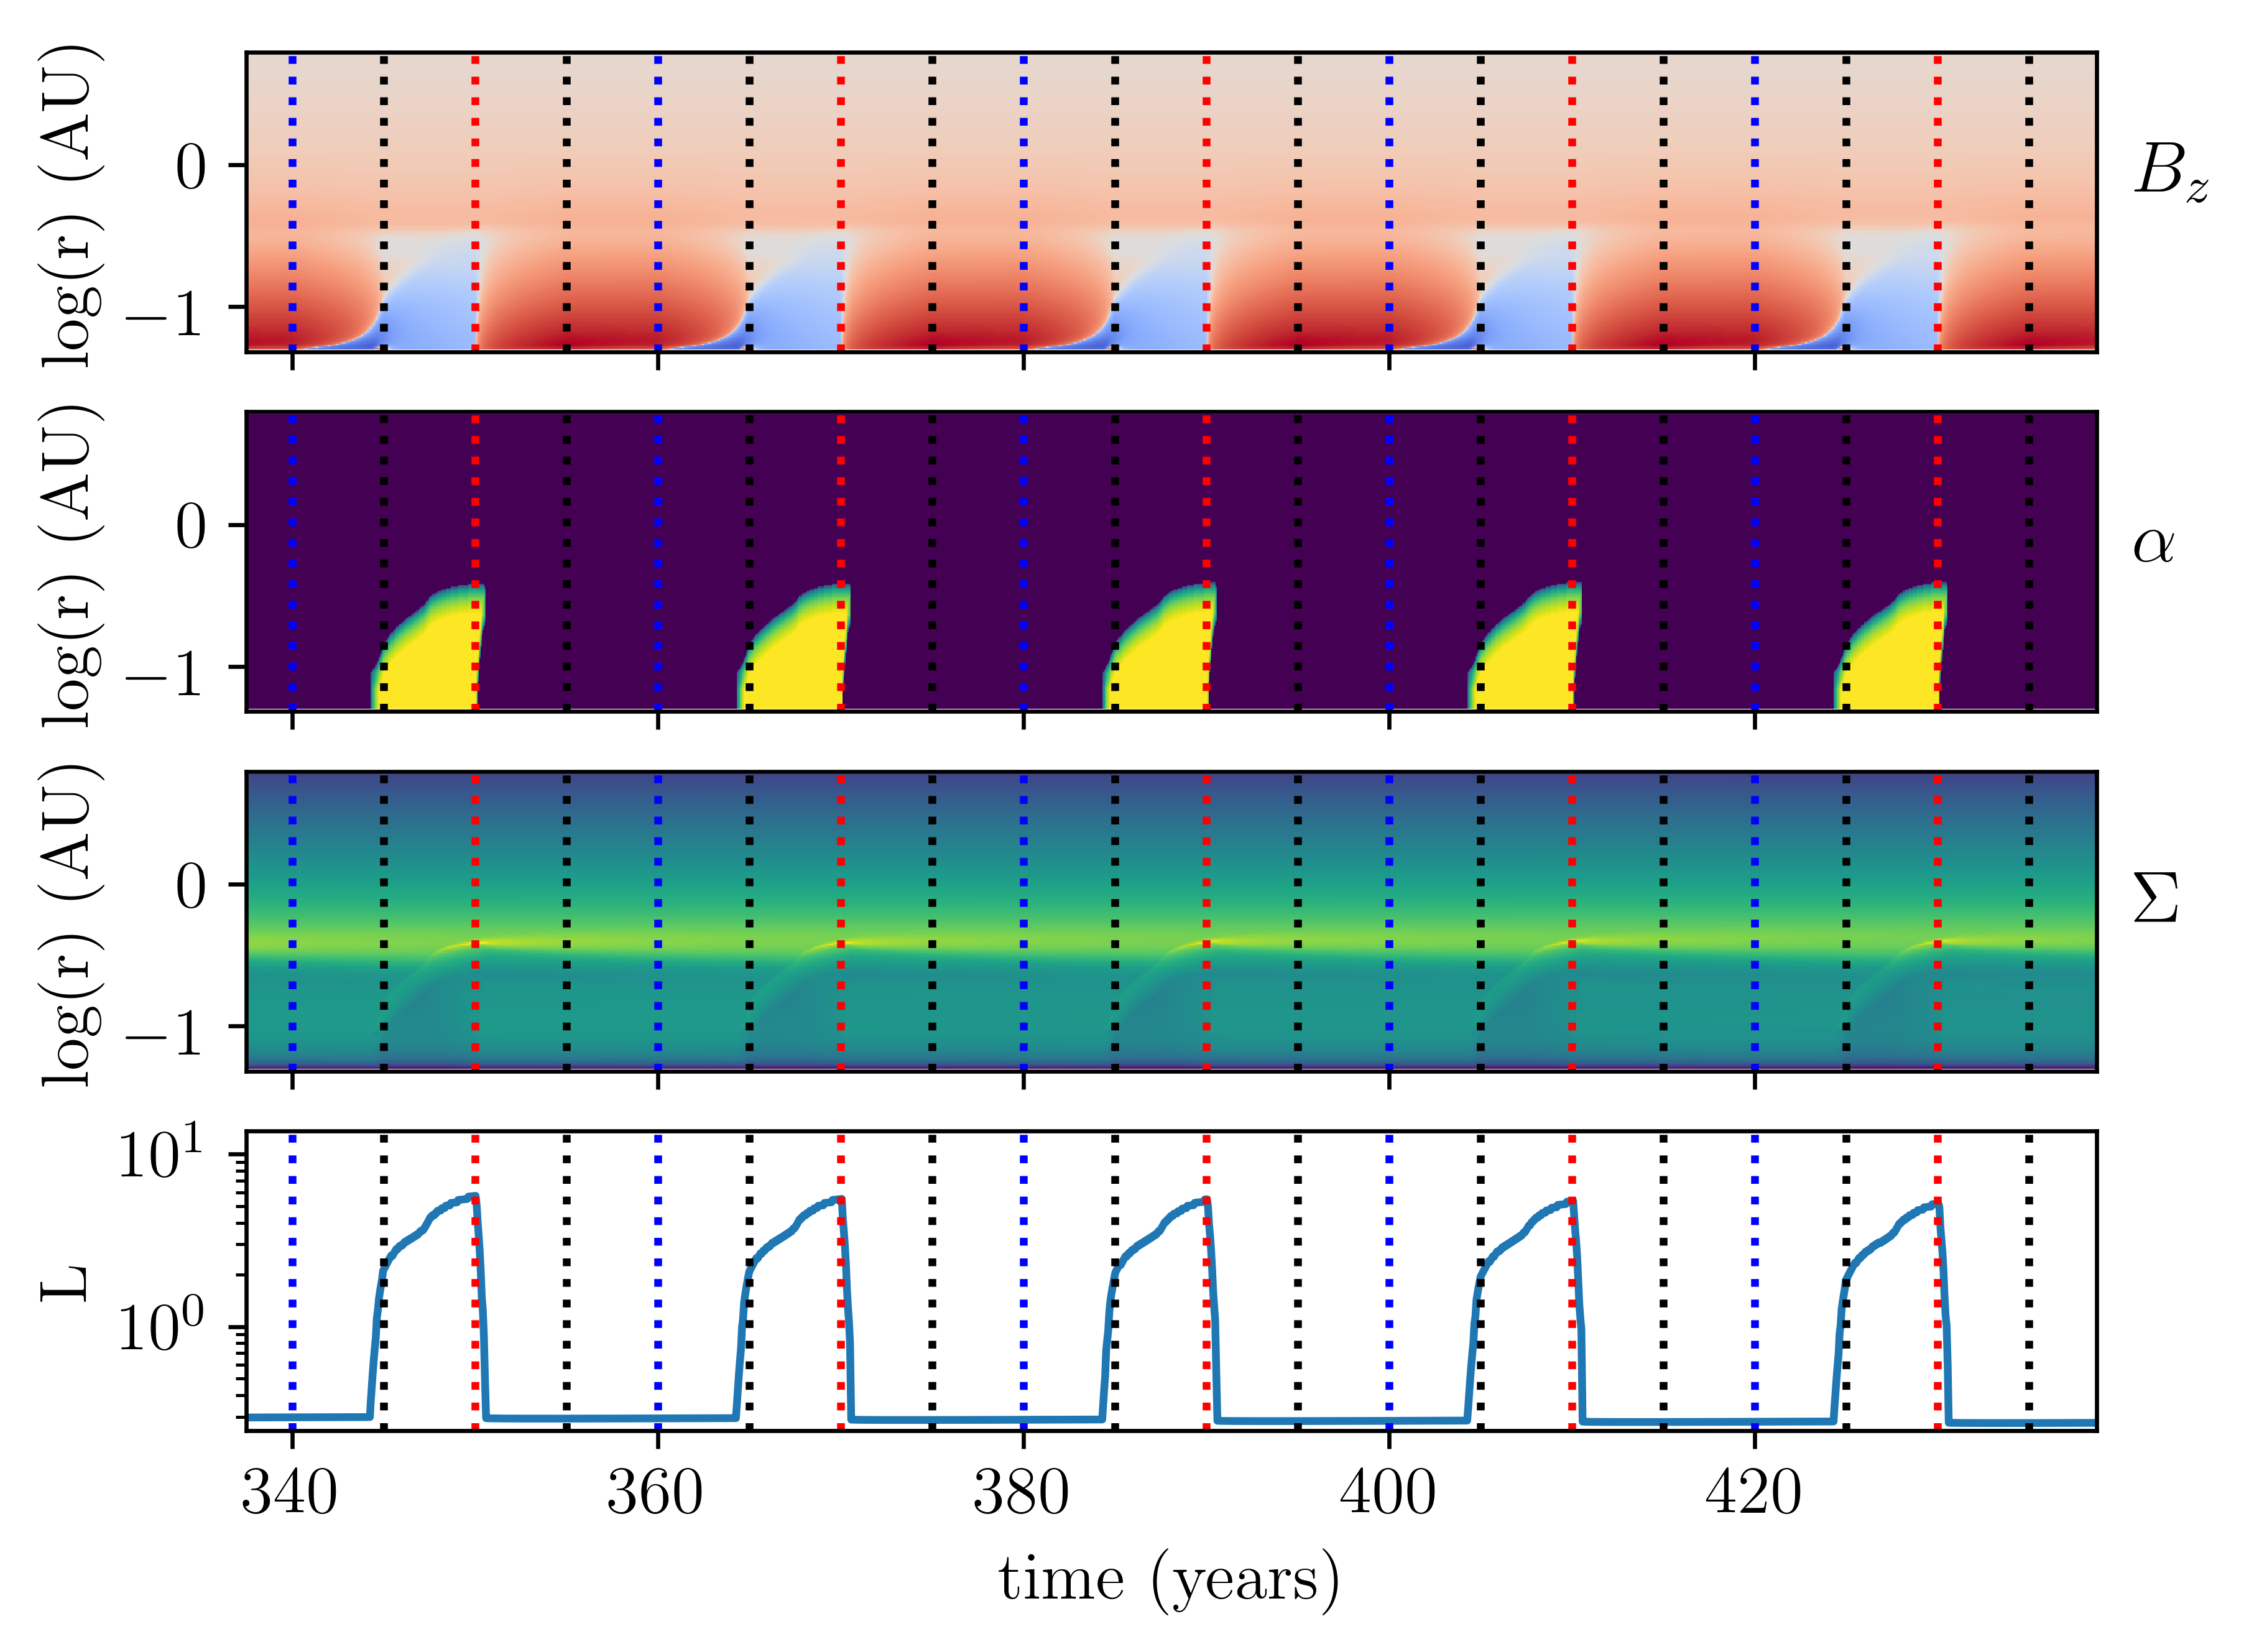 log(r) (AU)
0
−1
B_z
log(r) (AU)
0
−1
α
log(r) (AU)
0
−1
Σ
L
10^1
10^0
340 360 380 400 420
time (years)